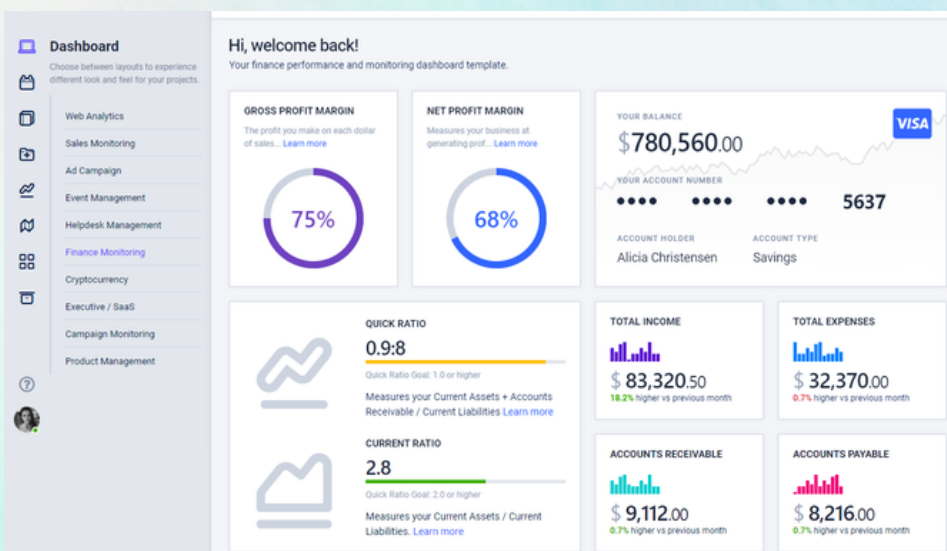 Dashboard
Choose between layouts to experience
different look and feel for your projects.
Web Analytics
Sales Monitoring
Ad Campaign
Event Management
Helpdesk Management
Finance Monitoring
Cryptocurrency
Executive / SaaS
Campaign Monitoring
Product Management
Hi, welcome back!
Your finance performance and monitoring dashboard template.
GROSS PROFIT MARGIN
The profit you make on each dollar
of sales... Learn more
75%
NET PROFIT MARGIN
Measures your business at
generating prof... Learn more
68%
YOUR BALANCE
$780,560.00
VISA
YOUR ACCOUNT NUMBER
•••• •••• •••• 5637
ACCOUNT HOLDER
Alicia Christensen
ACCOUNT TYPE
Savings
QUICK RATIO
0.9:8
Quick Ratio Goal: 1.0 or higher
Measures your Current Assets + Accounts
Receivable / Current Liabilities Learn more
CURRENT RATIO
2.8
Quick Ratio Goal: 2.0 or higher
Measures your Current Assets / Current
Liabilities. Learn more
TOTAL INCOME
$ 83,320.50
18.2% higher vs previous month
TOTAL EXPENSES
$ 32,370.00
0.7% higher vs previous month
ACCOUNTS RECEIVABLE
$ 9,112.00
0.7% higher vs previous month
ACCOUNTS PAYABLE
$ 8,216.00
0.7% higher vs previous month